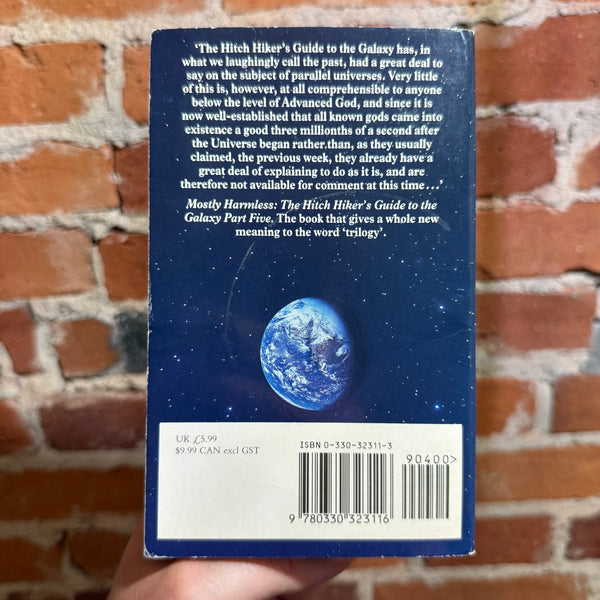 'The Hitch Hiker's Guide to the Galaxy has, in
what we laughingly call the past, had a great deal to
say on the subject of parallel universes. Very little
of this is, however, at all comprehensible to anyone
below the level of Advanced God, and since it is
now well-established that all known gods came into
existence a good three millionths of a second after
the Universe began rather than, as they usually
claimed, the previous week, they already have a
great deal of explaining to do as it is, and are
therefore not available for comment at this time...'
Mostly Harmless: The Hitch Hiker's Guide to the
Galaxy Part Five. The book that gives a whole new
meaning to the word 'trilogy'.
UK £5.99
$9.99 CAN excl GST
ISBN 0-330-32311-3
90400>
9 780330 323116